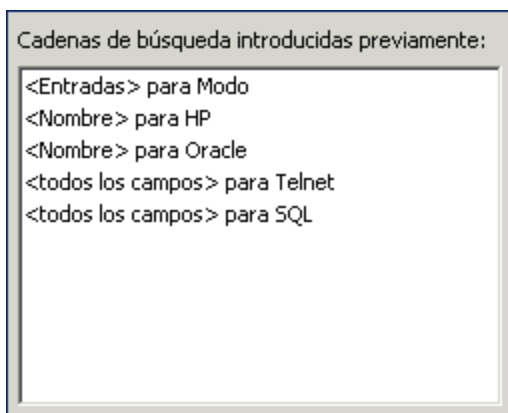 Cadenas de búsqueda introducidas previamente:
<Entradas> para Modo
<Nombre> para HP
<Nombre> para Oracle
<todos los campos> para Telnet
<todos los campos> para SQL